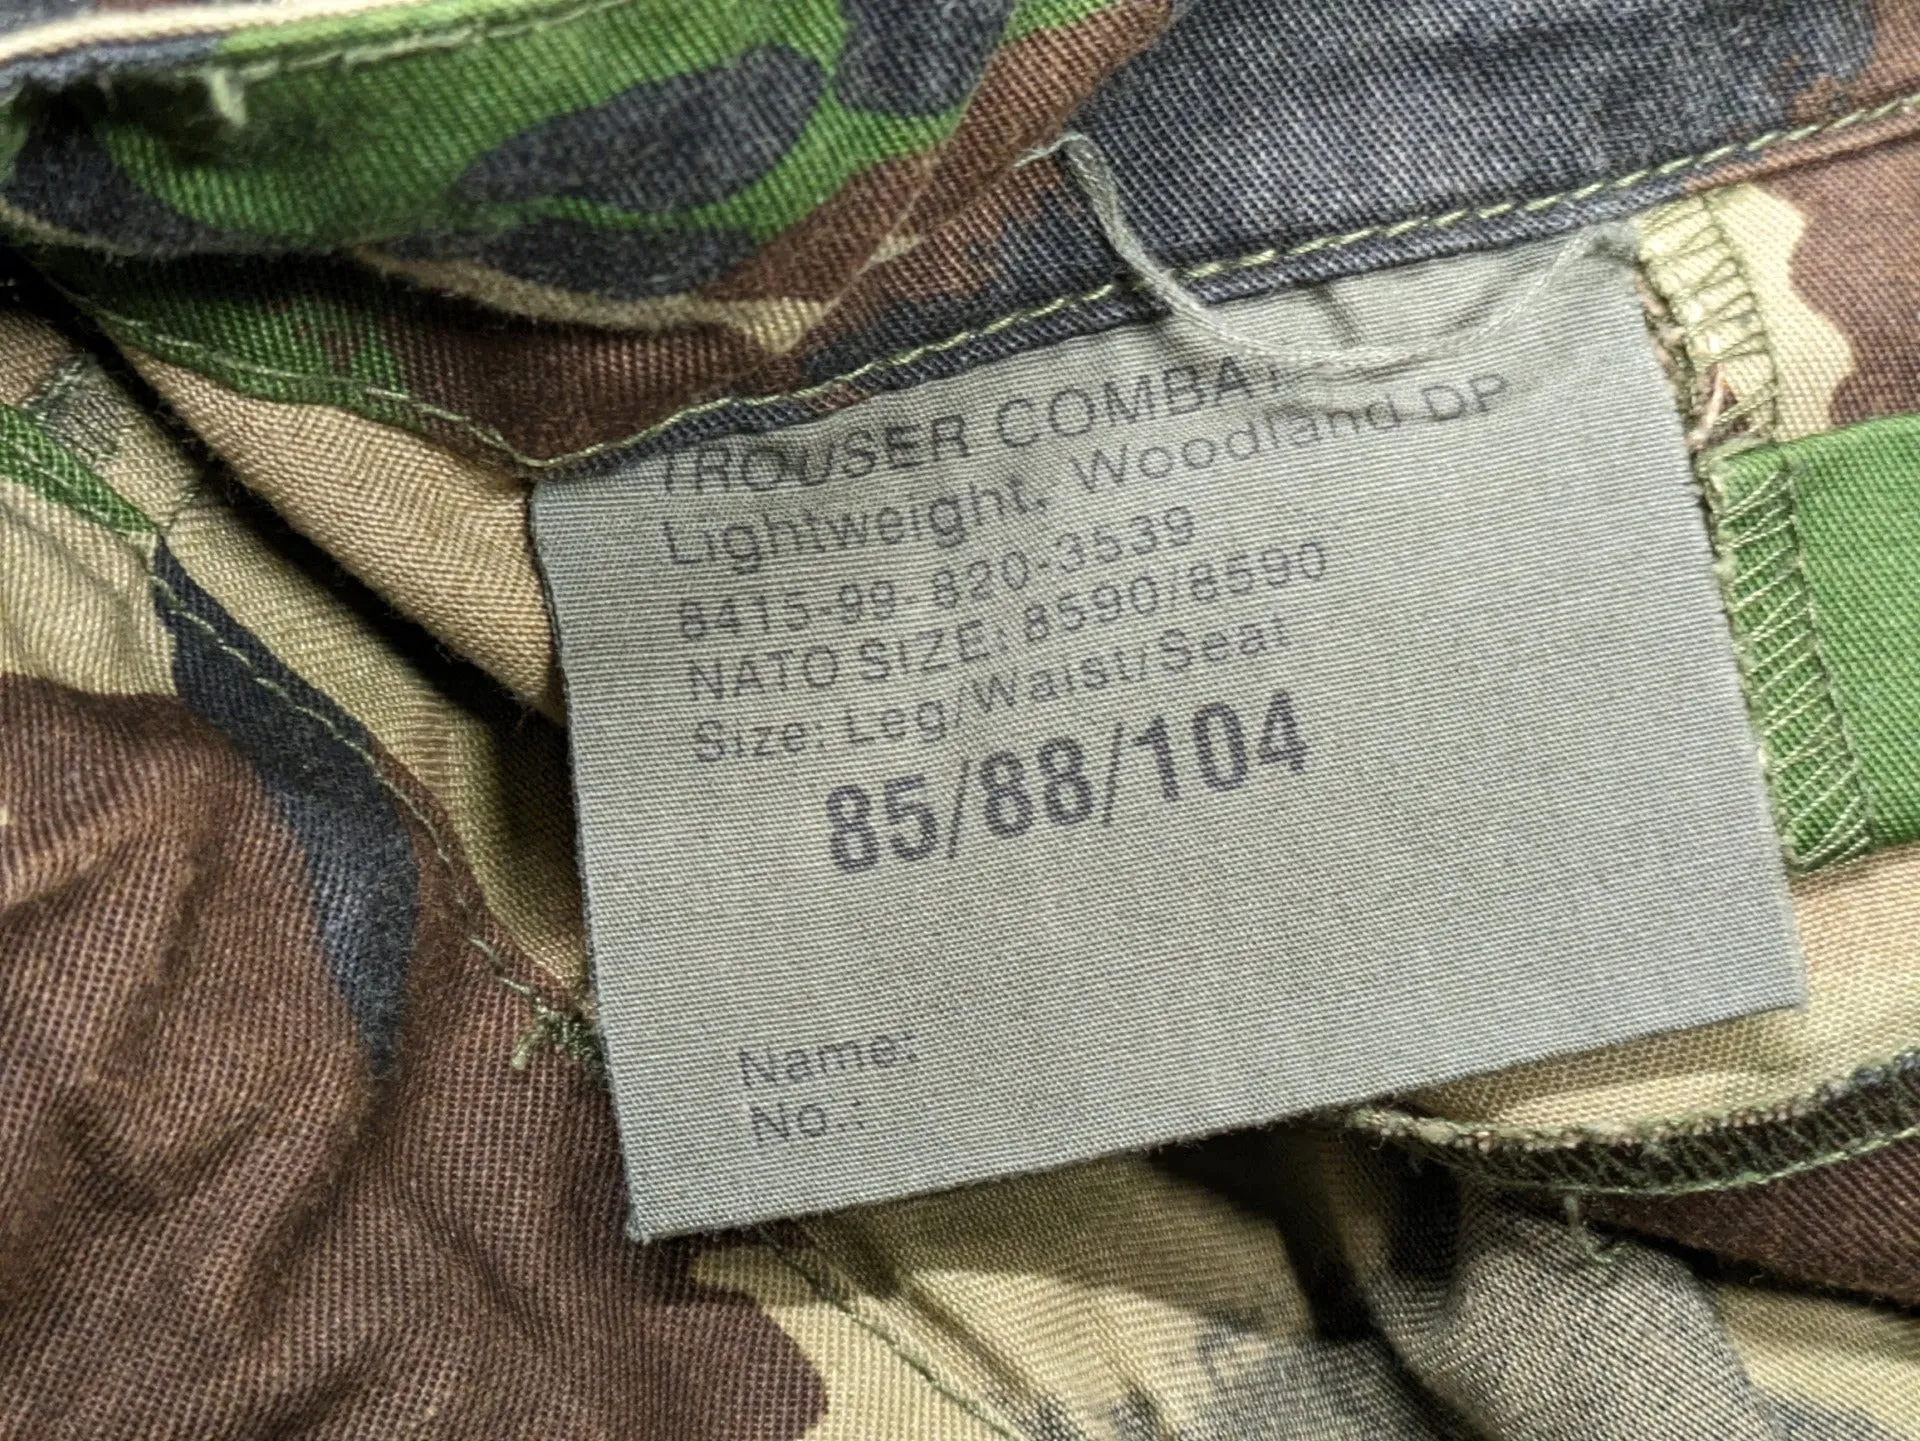 TROUSER COMBAT
Lightweight, Woodland DP
8415-99-820-3539
NATO SIZE: 8590/8590
Size: Leg/Waist/Seat
85/88/104
Name:
No.: